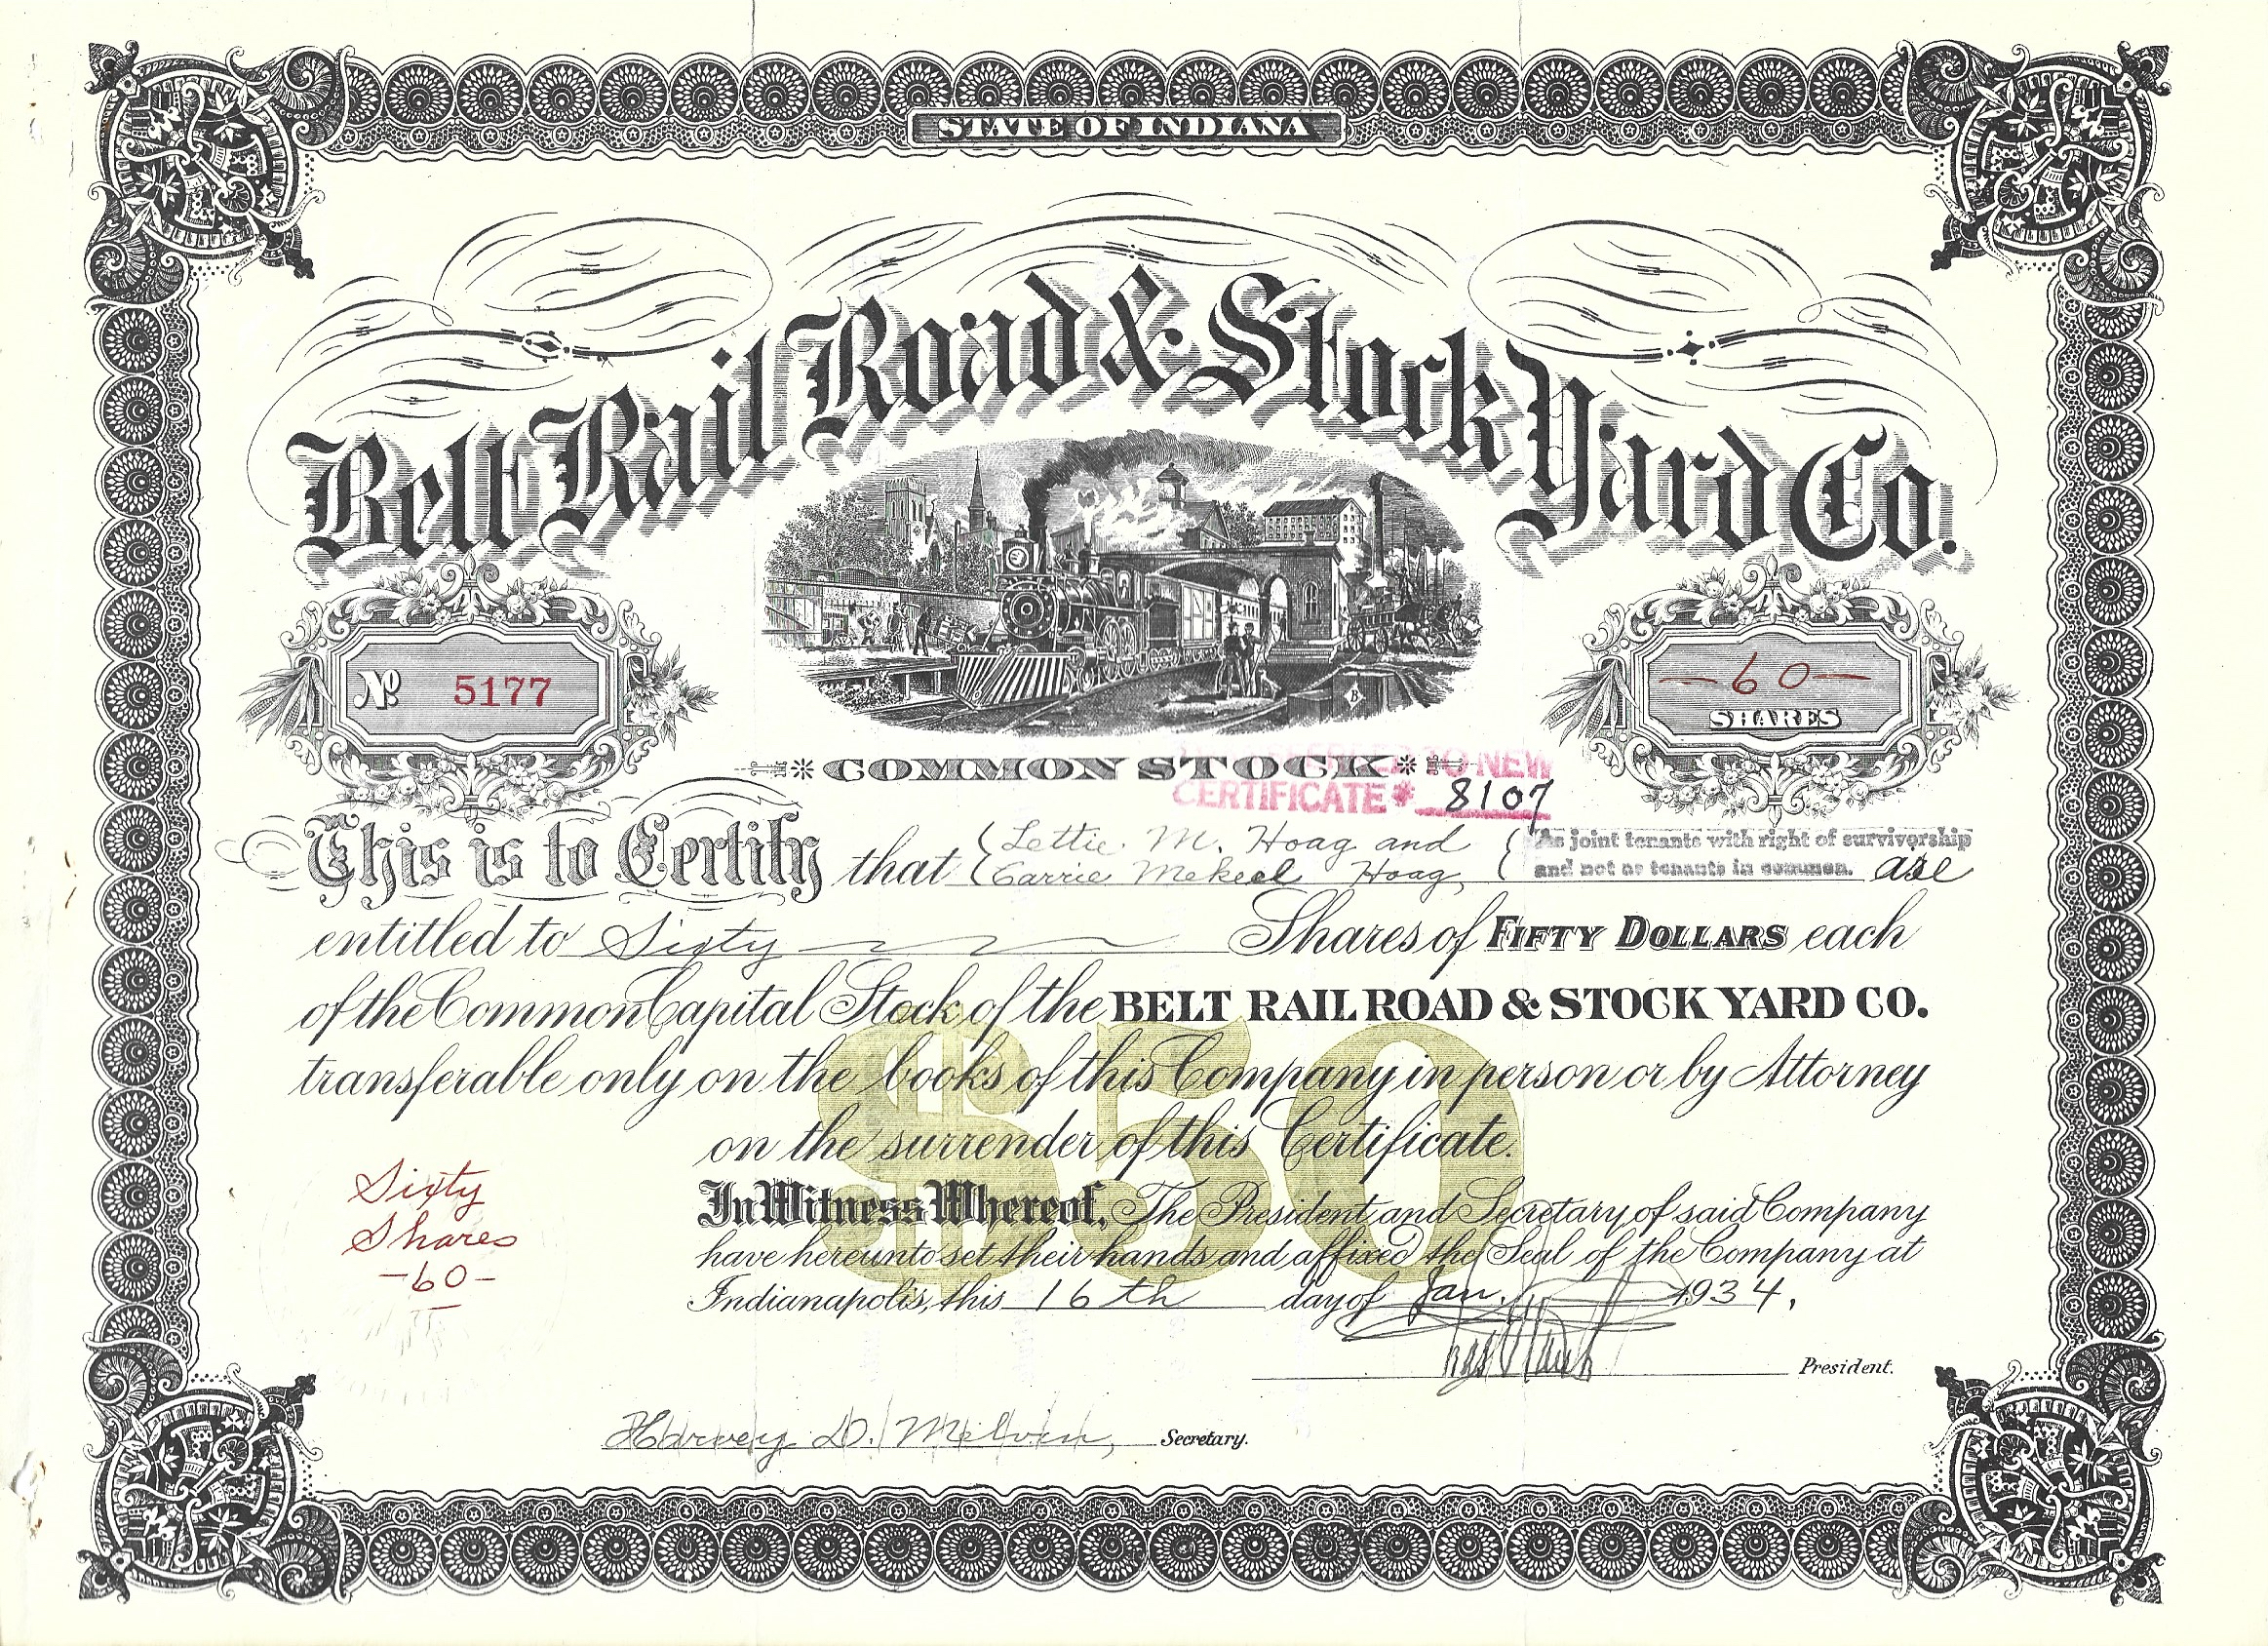 STATE OF INDIANA
Belt Rail Road & Stock Yard Co.
No. 5177
—60—
SHARES
B
COMMON STOCK
TO NEW
CERTIFICATE # 8107
This is to Certify that Lettie M. Hoag and
Carrie Mekeel Hoag,
As joint tenants with right of survivorship
and not as tenants in common. are
entitled to Sixty Shares of FIFTY DOLLARS each
of the Common Capital Stock of the BELT RAIL ROAD & STOCK YARD CO.
transferable only on the books of this Company in person or by Attorney
on the surrender of this Certificate.
$50
Sixty
Shares
—60—
In Witness Whereof, The President and Secretary of said Company
have hereunto set their hands and affixed the Seal of the Company at
Indianapolis, this 16th day of Jan. 1934.
President.
Harvey D. Melvin, Secretary.